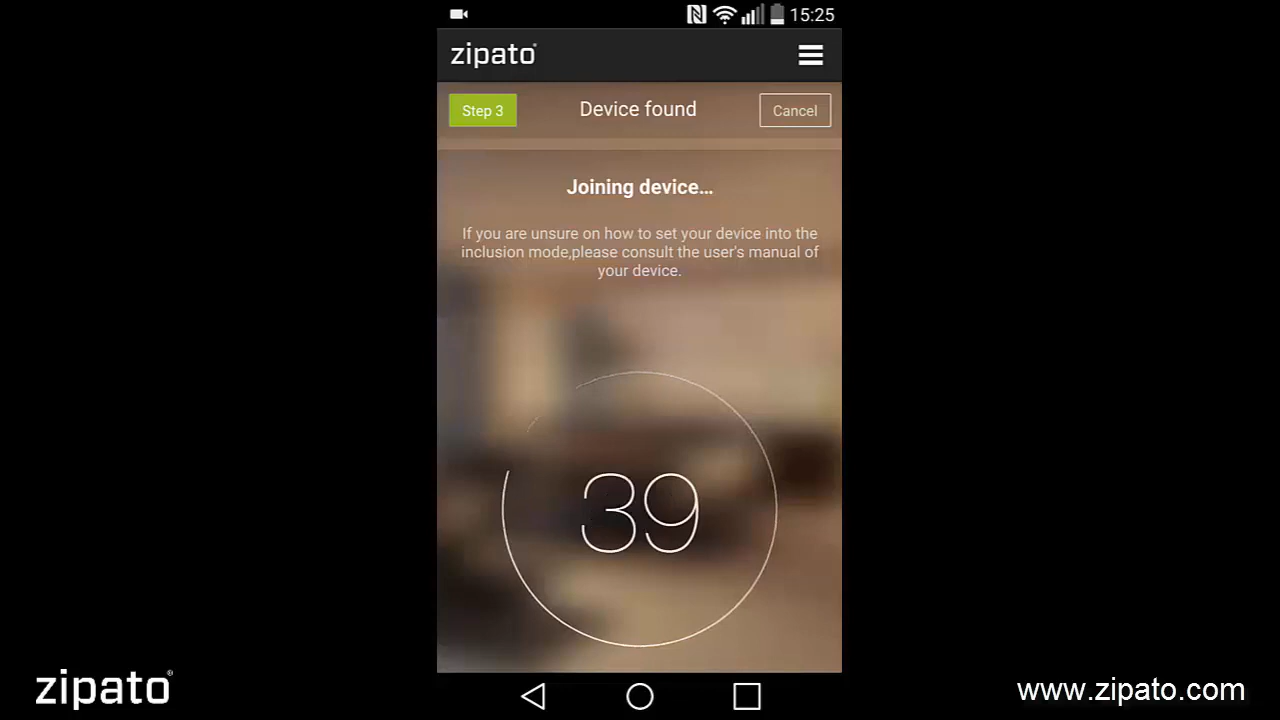 15:25
zipato
Step 3
Device found
Cancel
Joining device...
If you are unsure on how to set your device into the
inclusion mode,please consult the user's manual of
your device.
39
zipato®
www.zipato.com